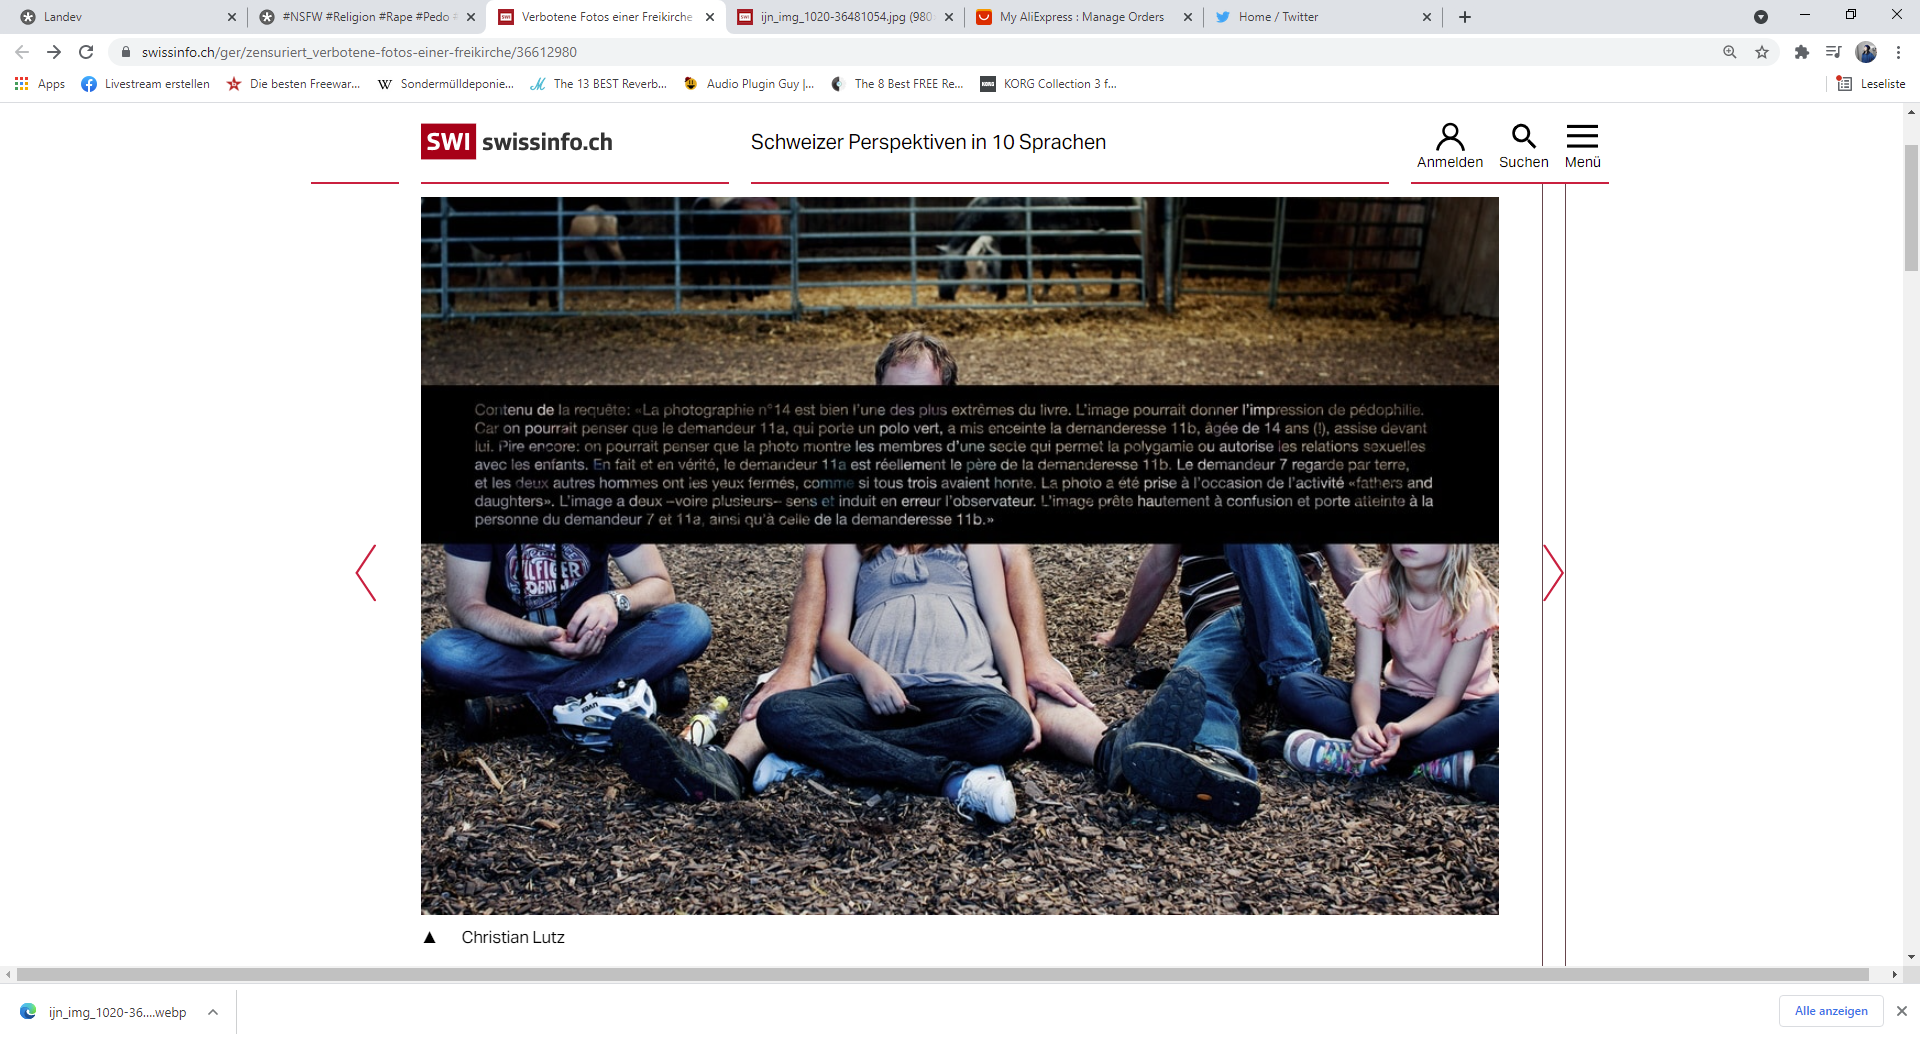 Landev
#NSFW #Religion #Rape #Pedo
Verbotene Fotos einer Freikirche
ijn_img_1020-36481054.jpg (980
My AliExpress : Manage Orders
Home / Twitter
swissinfo.ch/ger/zensuriert_verbotene-fotos-einer-freikirche/36612980
Apps
Livestream erstellen
Die besten Freewar...
Sondermülldeponie...
The 13 BEST Reverb...
Audio Plugin Guy |...
The 8 Best FREE Re...
KORG Collection 3 f...
Leseliste
SWI swissinfo.ch
Schweizer Perspektiven in 10 Sprachen
Anmelden
Suchen
Menü
Contenu de la requête: «La photographie n°14 est bien l'une des plus extrêmes du livre. L'image pourrait donner l'impression de pédophilie.
Car on pourrait penser que le demandeur 11a, qui porte un polo vert, a mis enceinte la demanderesse 11b, âgée de 14 ans (!), assise devant
lui. Pire encore: on pourrait penser que la photo montre les membres d'une secte qui permet la polygamie ou autorise les relations sexuelles
avec les enfants. En fait et en vérité, le demandeur 11a est réellement le père de la demanderesse 11b. Le demandeur 7 regarde par terre,
et les deux autres hommes ont les yeux fermés, comme si tous trois avaient honte. La photo a été prise à l'occasion de l'activité «fathers and
daughters». L'image a deux –voire plusieurs– sens et induit en erreur l'observateur. L'image prête hautement à confusion et porte atteinte à la
personne du demandeur 7 et 11a, ainsi qu'à celle de la demanderesse 11b.»
HILFIGER
DENIM
▲ Christian Lutz
ijn_img_1020-36....webp
Alle anzeigen